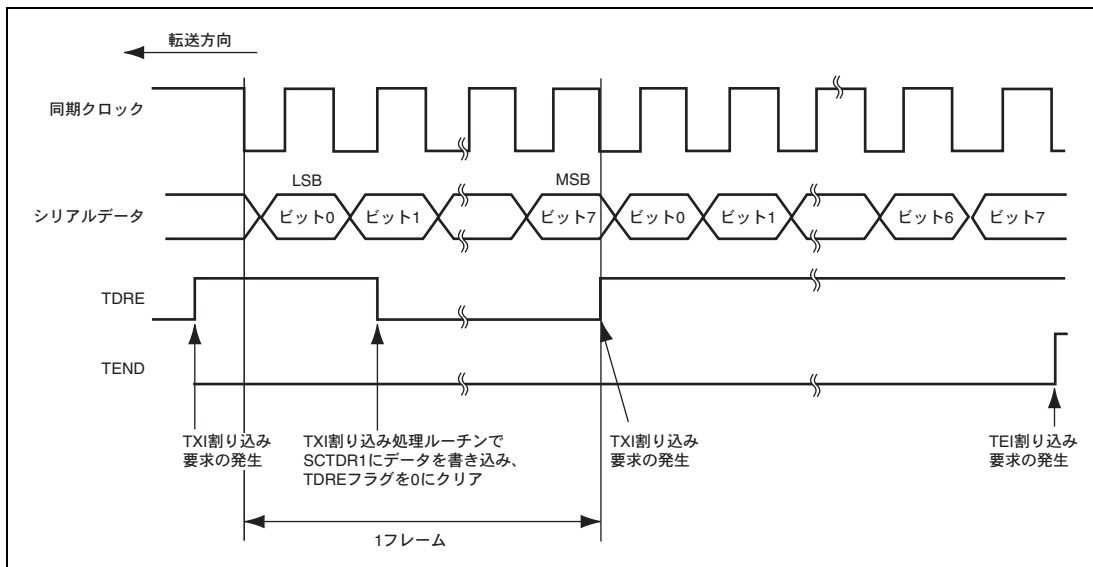 転送方向
同期クロック
LSB
MSB
シリアルデータ
ビット0
ビット1
ビット7
ビット0
ビット1
ビット6
ビット7
TDRE
TEND
TXI割り込み
要求の発生
TXI割り込み処理ルーチンで
SCTDR1にデータを書き込み、
TDREフラグを0にクリア
TXI割り込み
要求の発生
TEI割り込み
要求の発生
1フレーム